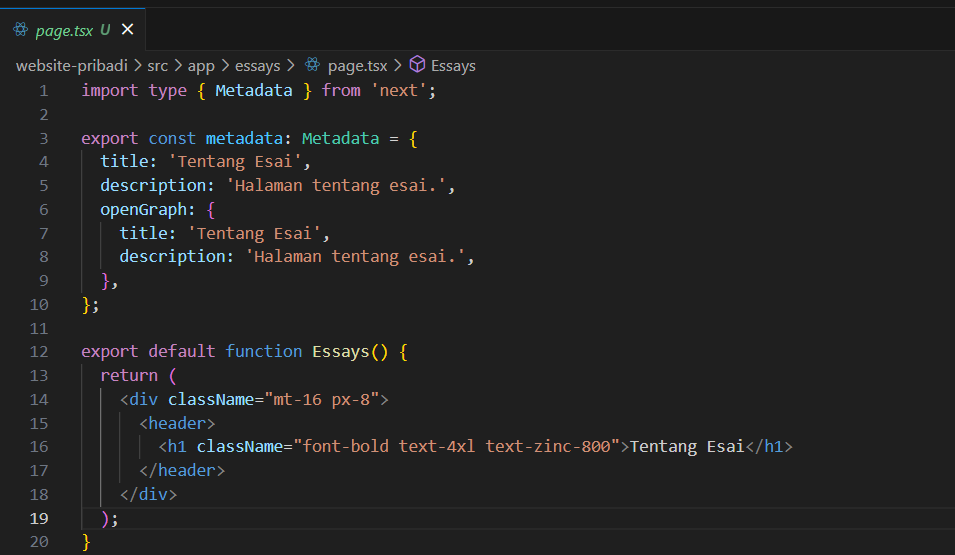 page.tsx U
website-pribadi > src > app > essays > page.tsx > Essays
1 import type { Metadata } from 'next';
2
3 export const metadata: Metadata = {
4   title: 'Tentang Esai',
5   description: 'Halaman tentang esai.',
6   openGraph: {
7     title: 'Tentang Esai',
8     description: 'Halaman tentang esai.',
9   },
10 };
11
12 export default function Essays() {
13   return (
14     <div className="mt-16 px-8">
15       <header>
16         <h1 className="font-bold text-4xl text-zinc-800">Tentang Esai</h1>
17       </header>
18     </div>
19   );
20 }